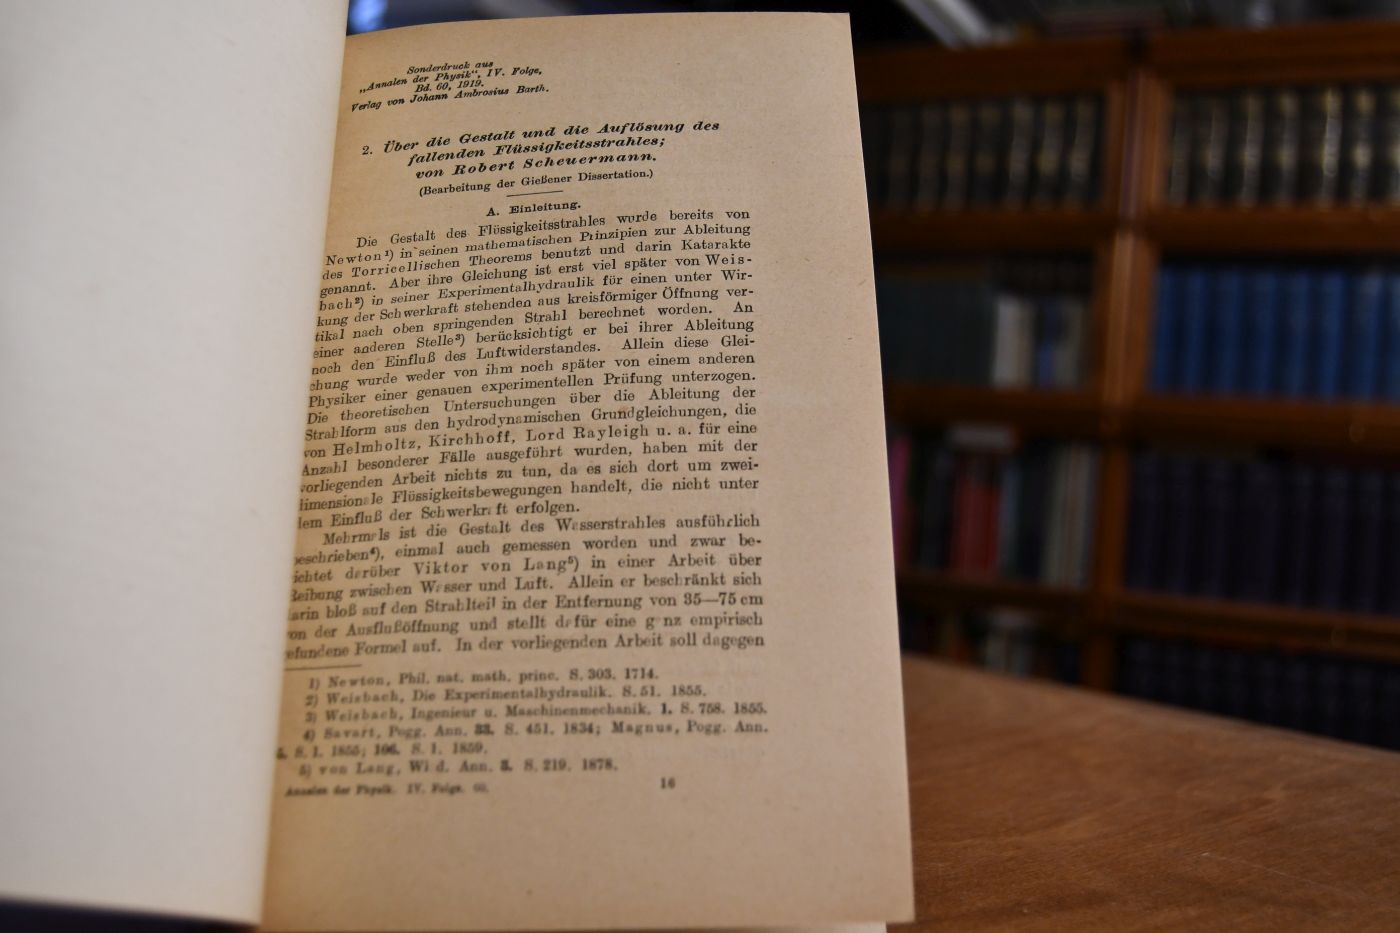 Sonderdruck aus
„Annalen der Physik“, IV. Folge,
Bd. 60, 1919.
Verlag von Johann Ambrosius Barth.
2. Über die Gestalt und die Auflösung des
fallenden Flüssigkeitsstrahles;
von Robert Scheuermann.
(Bearbeitung der Gießener Dissertation.)
A. Einleitung.
Die Gestalt des Flüssigkeitsstrahles wurde bereits von
Newton¹) in seinen mathematischen Prinzipien zur Ableitung
des Torricellischen Theorems benutzt und darin Katarakte
genannt. Aber ihre Gleichung ist erst viel später von Weis-
bach²) in seiner Experimentalhydraulik für einen unter Wir-
kung der Schwerkraft stehenden aus kreisförmiger Öffnung ver-
tikal nach oben springenden Strahl berechnet worden. An
einer anderen Stelle³) berücksichtigt er bei ihrer Ableitung
noch den Einfluß des Luftwiderstandes. Allein diese Glei-
chung wurde weder von ihm noch später von einem anderen
Physiker einer genauen experimentellen Prüfung unterzogen.
Die theoretischen Untersuchungen über die Ableitung der
Strahlform aus den hydrodynamischen Grundgleichungen, die
von Helmholtz, Kirchhoff, Lord Rayleigh u. a. für eine
Anzahl besonderer Fälle ausgeführt wurden, haben mit der
vorliegenden Arbeit nichts zu tun, da es sich dort um zwei-
dimensionale Flüssigkeitsbewegungen handelt, die nicht unter
dem Einfluß der Schwerkraft erfolgen.
Mehrmals ist die Gestalt des Wasserstrahles ausführlich
beschrieben⁴), einmal auch gemessen worden und zwar be-
richtet darüber Viktor von Lang⁵) in einer Arbeit über
Reibung zwischen Wasser und Luft. Allein er beschränkt sich
darin bloß auf den Strahlteil in der Entfernung von 35—75 cm
von der Ausflußöffnung und stellt dafür eine ganz empirisch
gefundene Formel auf. In der vorliegenden Arbeit soll dagegen
1) Newton, Phil. nat. math. princ. S. 303. 1714.
2) Weisbach, Die Experimentalhydraulik. S. 51. 1855.
3) Weisbach, Ingenieur u. Maschinenmechanik. 1. S. 758. 1855.
4) Savart, Pogg. Ann. 33. S. 451. 1834; Magnus, Pogg. Ann.
S. 1. 1855; 106. S. 1. 1859.
5) von Lang, Wi d. Ann. 3. S. 219. 1878.
Annalen der Physik. IV. Folge. 60. 16